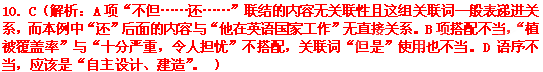 10. C（解析：A 项“不但……还……”联结的内容无关联性且这组关联词一般表递进关
系，而本例中“还”后面的内容与“他在英语国家工作”无直接关系。B 项搭配不当，“植
被覆盖率”与“十分严重，令人担忧”不搭配，关联词“但是”使用也不当。D 语序不
当，应该是“自主设计、建造”。 ）